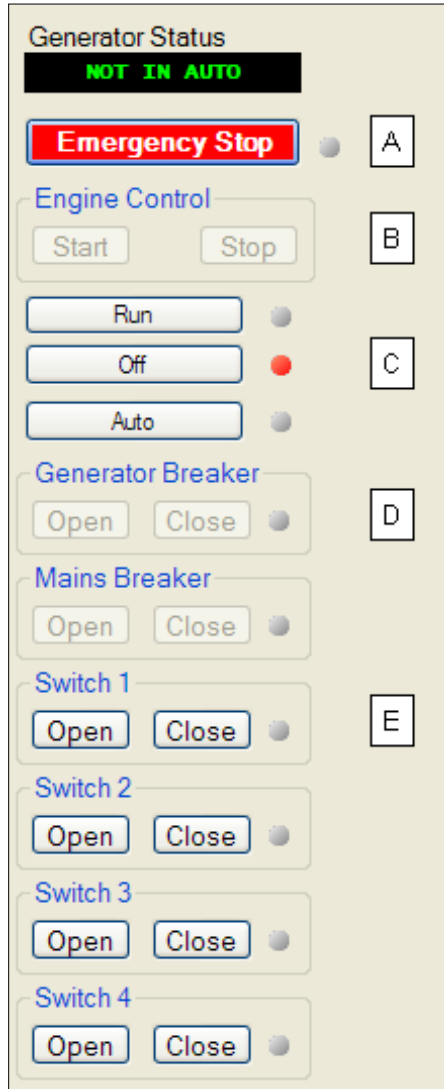 Generator Status
NOT IN AUTO
Emergency Stop A
Engine Control
Start Stop B
Run
Off C
Auto
Generator Breaker
Open Close D
Mains Breaker
Open Close
Switch 1
Open Close E
Switch 2
Open Close
Switch 3
Open Close
Switch 4
Open Close